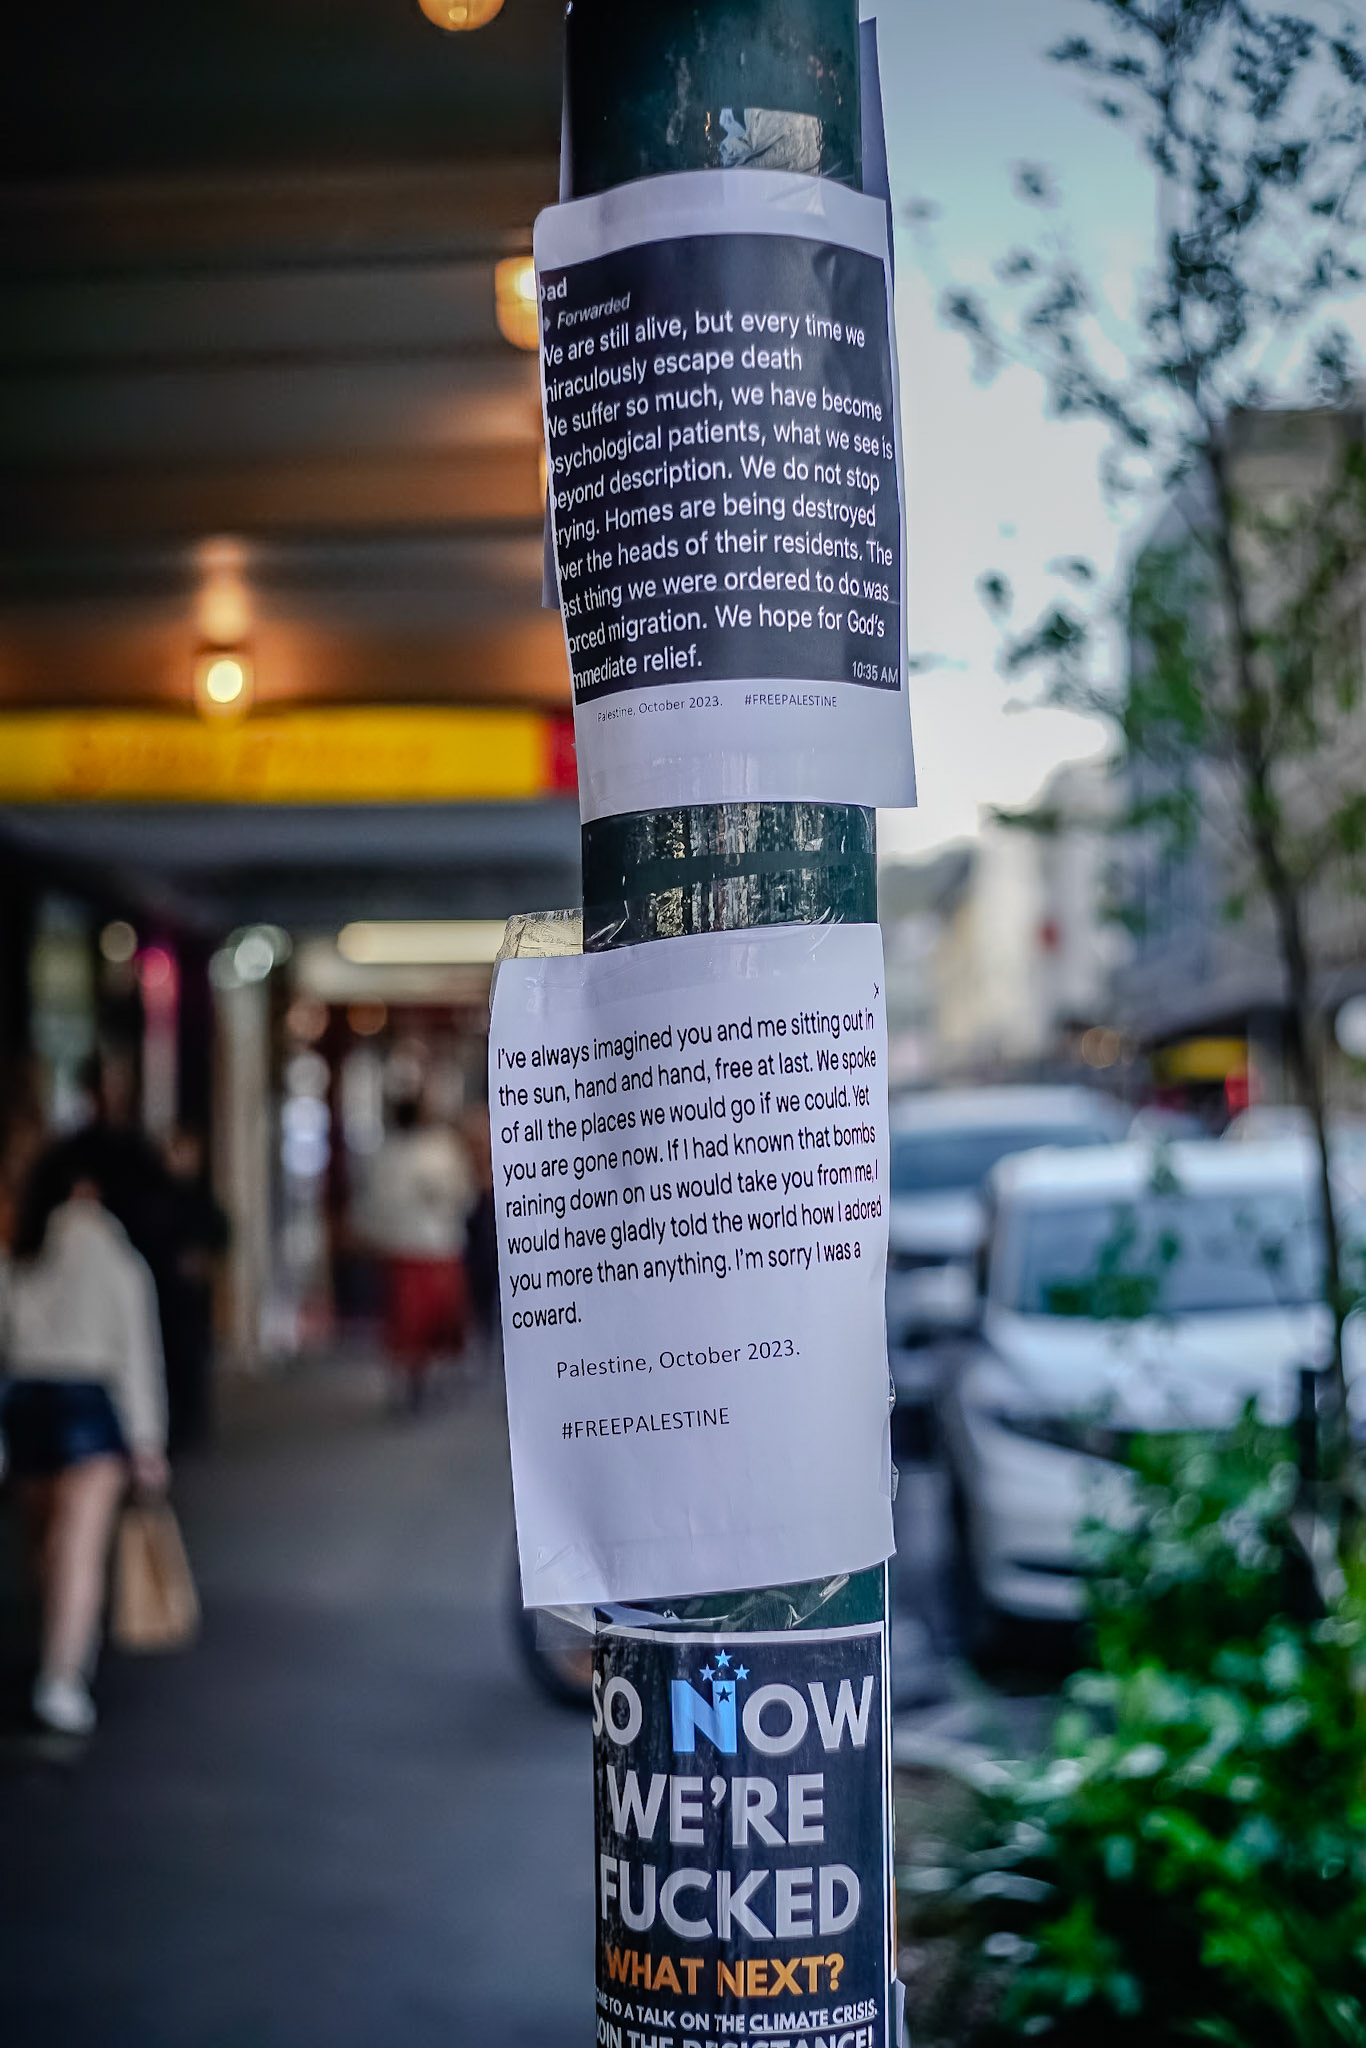 Dad
Forwarded
We are still alive, but every time we
miraculously escape death
We suffer so much, we have become
psychological patients, what we see is
beyond description. We do not stop
crying. Homes are being destroyed
over the heads of their residents. The
last thing we were ordered to do was
forced migration. We hope for God's
immediate relief.
10:35 AM
Palestine, October 2023. #FREEPALESTINE
I've always imagined you and me sitting out in
the sun, hand and hand, free at last. We spoke
of all the places we would go if we could. Yet
you are gone now. If I had known that bombs
raining down on us would take you from me, I
would have gladly told the world how I adored
you more than anything. I'm sorry I was a
coward.
Palestine, October 2023.
#FREEPALESTINE
SO NOW
WE'RE
FUCKED
WHAT NEXT?
TO A TALK ON THE CLIMATE CRISIS.
JOIN THE RESISTANCE!